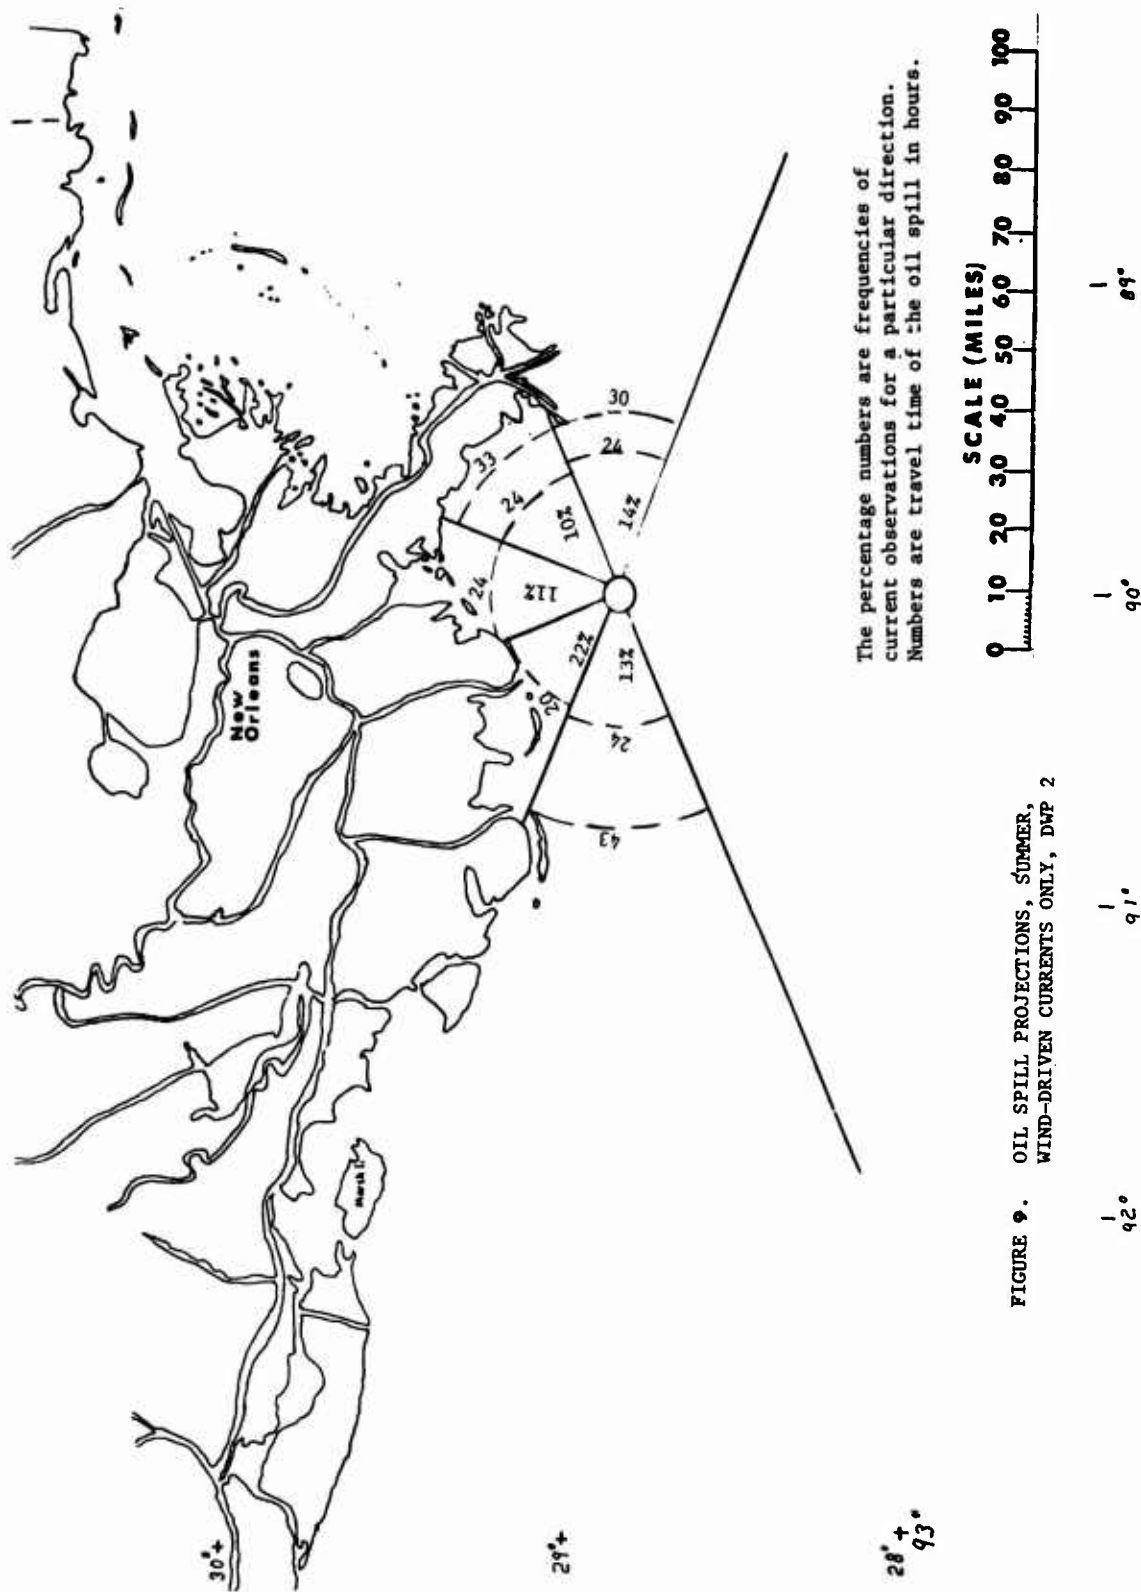 New
Orleans
Marsh I.
30
33
24
24
24
24
20
24
43
10%
11%
22%
13%
14%
The percentage numbers are frequencies of
current observations for a particular direction.
Numbers are travel time of the oil spill in hours.
SCALE (MILES)
0 10 20 30 40 50 60 70 80 90 100
30°+
29°+
28°+
93°
92°
91°
90°
89°
FIGURE 9. OIL SPILL PROJECTIONS, SUMMER,
WIND-DRIVEN CURRENTS ONLY, DWP 2